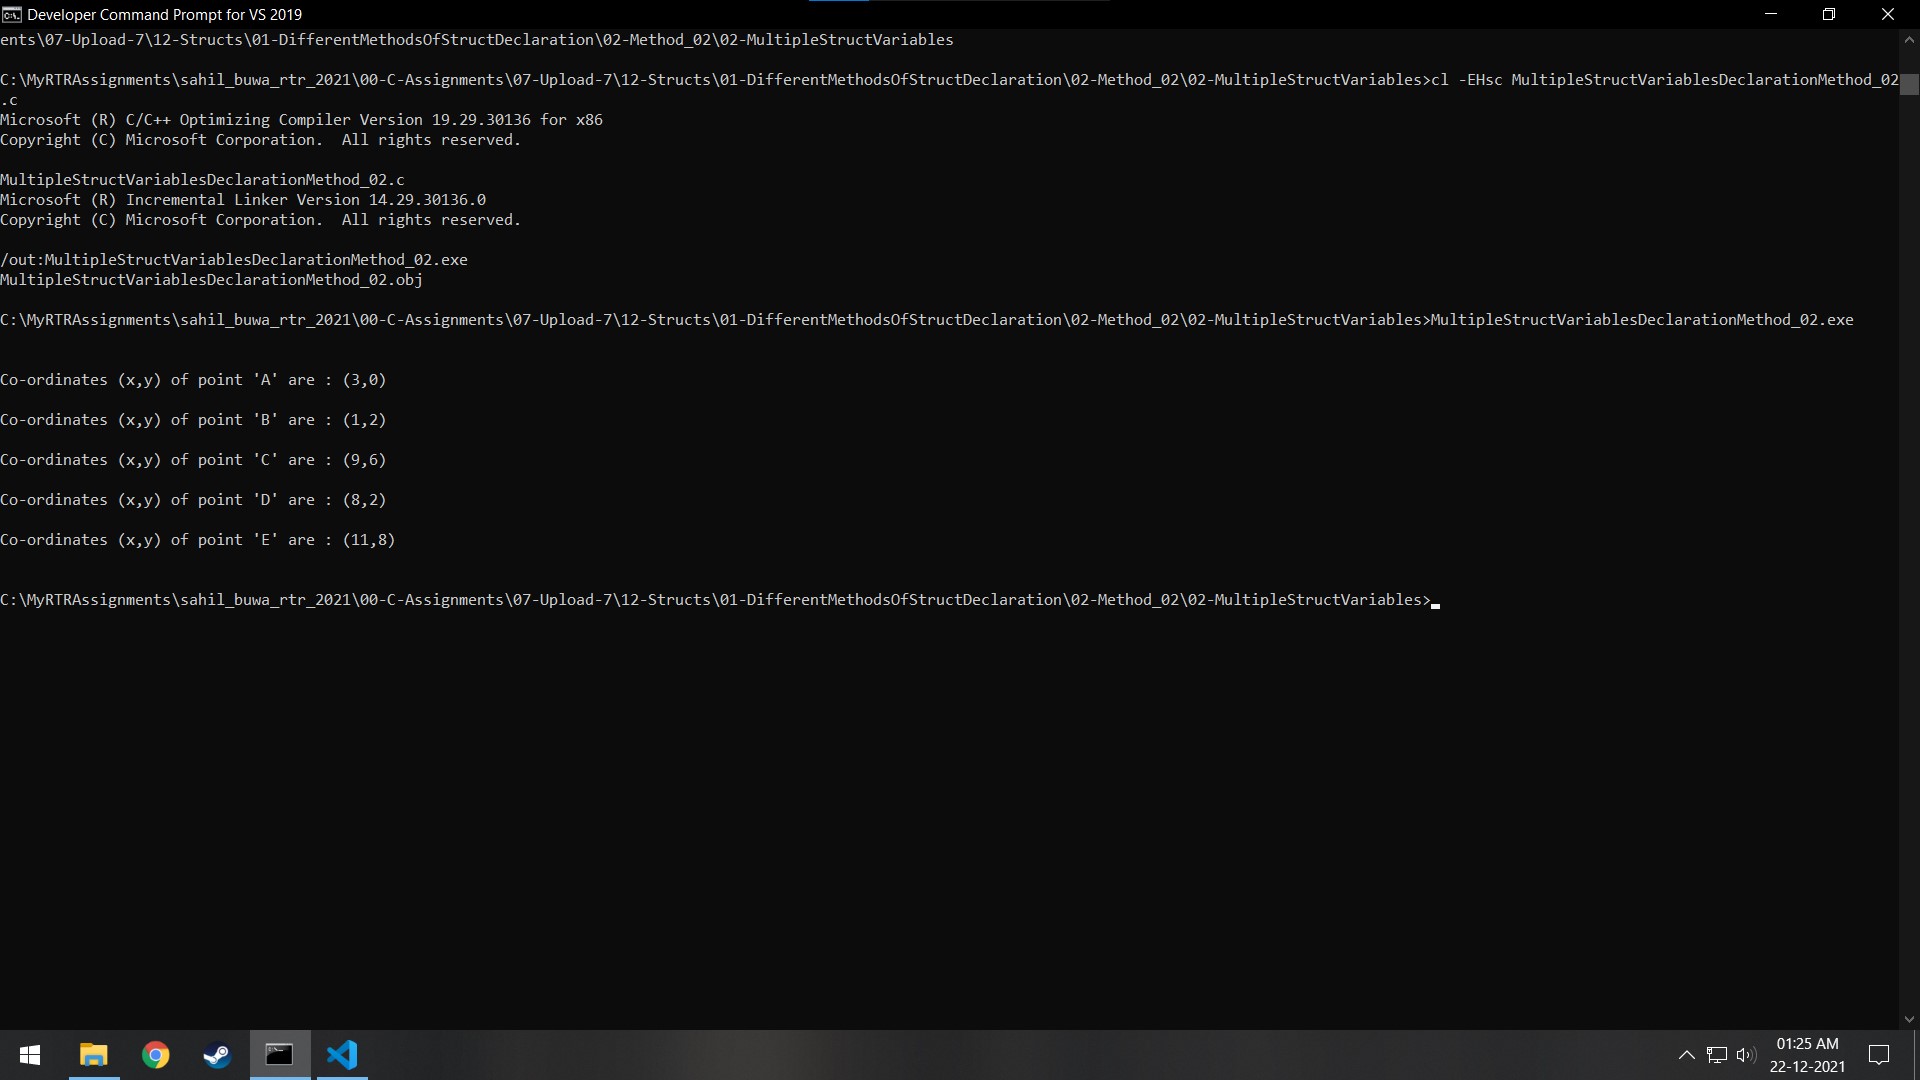 Developer Command Prompt for VS 2019
ents\07-Upload-7\12-Structs\01-DifferentMethodsOfStructDeclaration\02-Method_02\02-MultipleStructVariables
C:\MyRTRAssignments\sahil_buwa_rtr_2021\00-C-Assignments\07-Upload-7\12-Structs\01-DifferentMethodsOfStructDeclaration\02-Method_02\02-MultipleStructVariables>cl -EHsc MultipleStructVariablesDeclarationMethod_02
.c
Microsoft (R) C/C++ Optimizing Compiler Version 19.29.30136 for x86
Copyright (C) Microsoft Corporation.  All rights reserved.
MultipleStructVariablesDeclarationMethod_02.c
Microsoft (R) Incremental Linker Version 14.29.30136.0
Copyright (C) Microsoft Corporation.  All rights reserved.
/out:MultipleStructVariablesDeclarationMethod_02.exe
MultipleStructVariablesDeclarationMethod_02.obj
C:\MyRTRAssignments\sahil_buwa_rtr_2021\00-C-Assignments\07-Upload-7\12-Structs\01-DifferentMethodsOfStructDeclaration\02-Method_02\02-MultipleStructVariables>MultipleStructVariablesDeclarationMethod_02.exe
Co-ordinates (x,y) of point 'A' are : (3,0)
Co-ordinates (x,y) of point 'B' are : (1,2)
Co-ordinates (x,y) of point 'C' are : (9,6)
Co-ordinates (x,y) of point 'D' are : (8,2)
Co-ordinates (x,y) of point 'E' are : (11,8)
C:\MyRTRAssignments\sahil_buwa_rtr_2021\00-C-Assignments\07-Upload-7\12-Structs\01-DifferentMethodsOfStructDeclaration\02-Method_02\02-MultipleStructVariables>
01:25 AM
22-12-2021